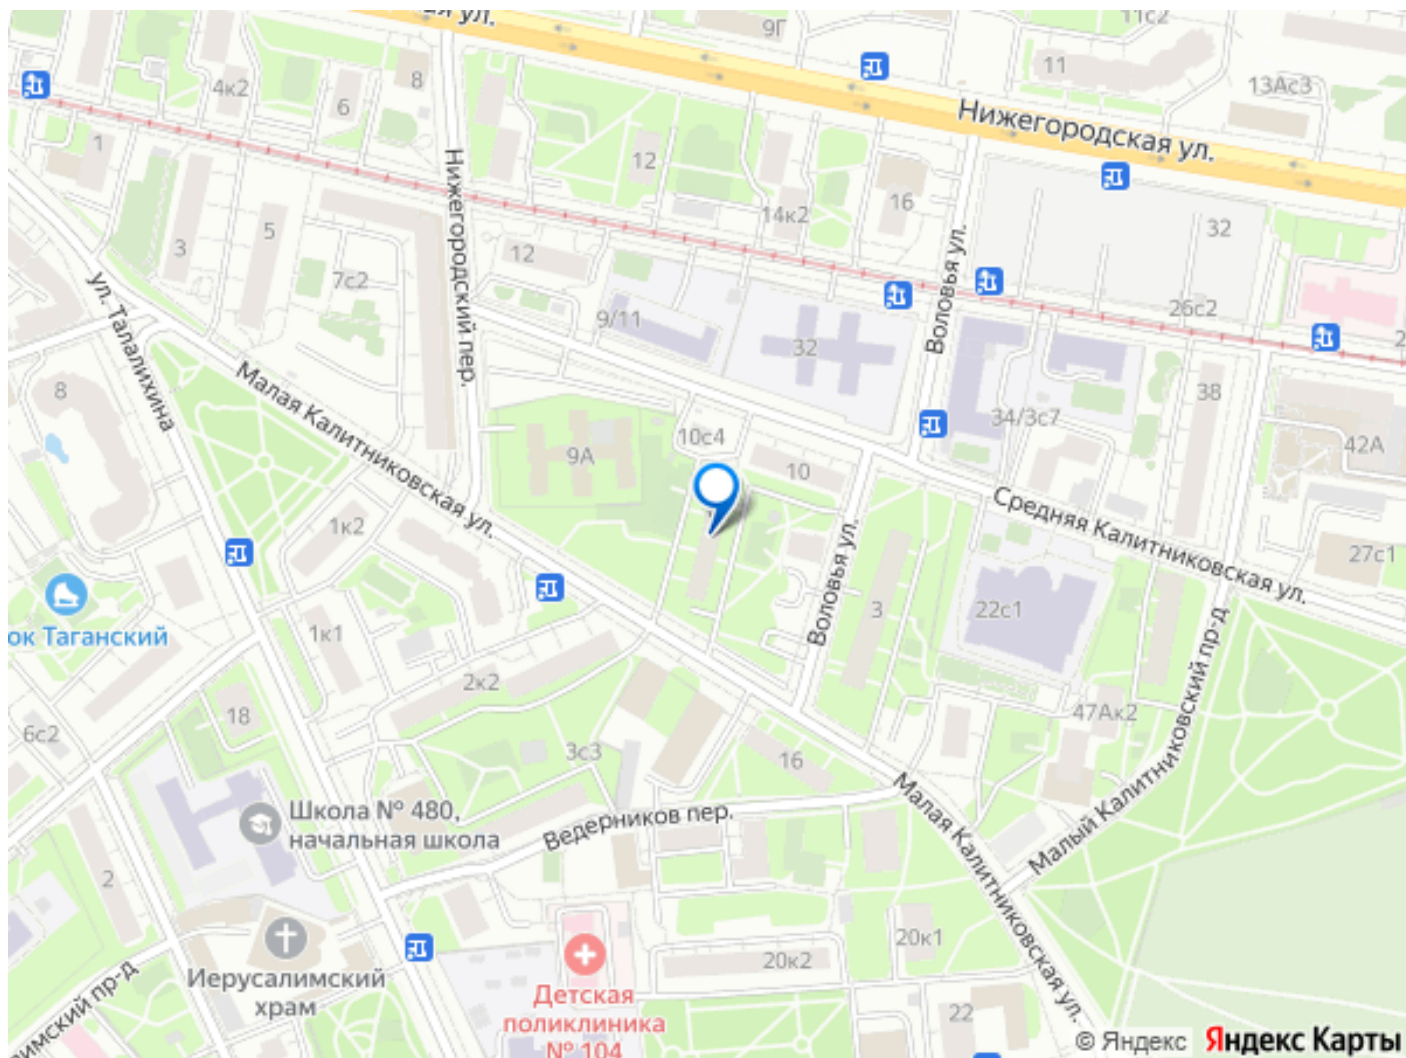 ая ул.
9Г
11с2
11
13Ас3
4к2
8
6
Нижегородская ул.
1
12
Нижегородский пер.
14к2
16
32
3
5
12
7с2
Воловья ул.
ул. Талалихина
9/11
26с2
32
2
8
Малая Калитниковская ул.
38
34/3с7
10с4
42А
9А
10
Средняя Калитниковская ул.
1к2
Воловья ул.
27с1
ок Таганский
1к1
3
22с1
2к2
Малый Калитниковский пр-д
18
47Ак2
6с2
3с3
16
Школа № 480,
начальная школа
Ведерников пер.
Малая Калитниковская ул.
2
20к1
Иерусалимский
храм
20к2
имский пр-д
Детская
поликлиника
№ 104
22
© Яндекс Яндекс Карты